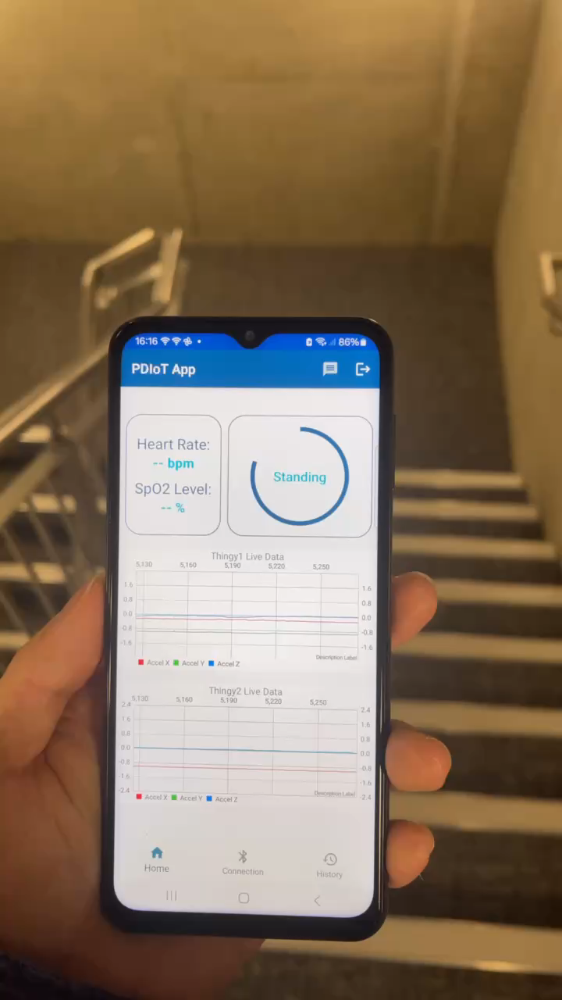 16:16 86%
PDIoT App
Heart Rate:
-- bpm
SpO2 Level:
-- %
Standing
Thingy1 Live Data
5,130 5,160 5,190 5,220 5,250
1.6 1.6
0.8 0.8
0.0 0.0
-0.8 -0.8
-1.6 -1.6
Description Label
Accel X Accel Y Accel Z
Thingy2 Live Data
5,130 5,160 5,190 5,220 5,250
2.4 2.4
1.6 1.6
0.8 0.8
0.0 0.0
-0.8 -0.8
-1.6 -1.6
-2.4 -2.4
Description Label
Accel X Accel Y Accel Z
Home Connection History